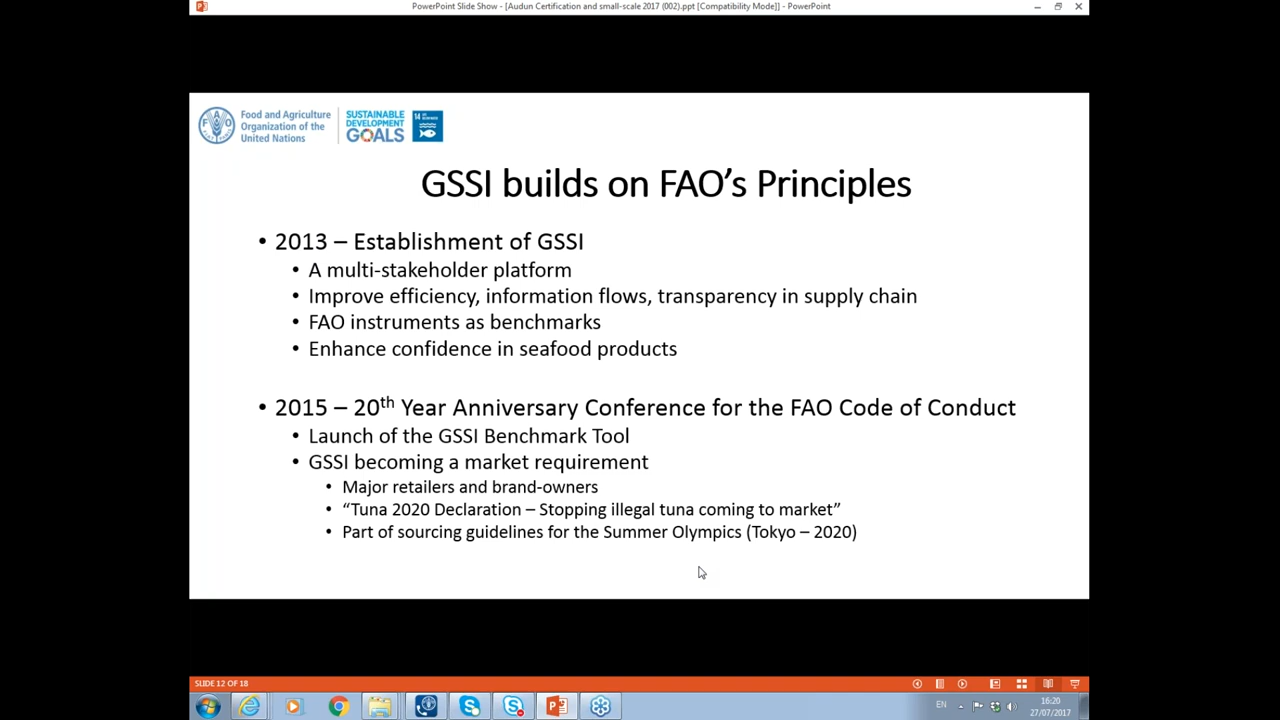 PowerPoint Slide Show - [Audun Certification and small-scale 2017 (002).ppt [Compatibility Mode]] - PowerPoint
Food and Agriculture
Organization of the
United Nations
SUSTAINABLE
DEVELOPMENT
GOALS
14
GSSI builds on FAO's Principles
• 2013 – Establishment of GSSI
• A multi-stakeholder platform
• Improve efficiency, information flows, transparency in supply chain
• FAO instruments as benchmarks
• Enhance confidence in seafood products
• 2015 – 20th Year Anniversary Conference for the FAO Code of Conduct
• Launch of the GSSI Benchmark Tool
• GSSI becoming a market requirement
• Major retailers and brand-owners
• “Tuna 2020 Declaration – Stopping illegal tuna coming to market”
• Part of sourcing guidelines for the Summer Olympics (Tokyo – 2020)
SLIDE 12 OF 18
EN
16:20
27/07/2017